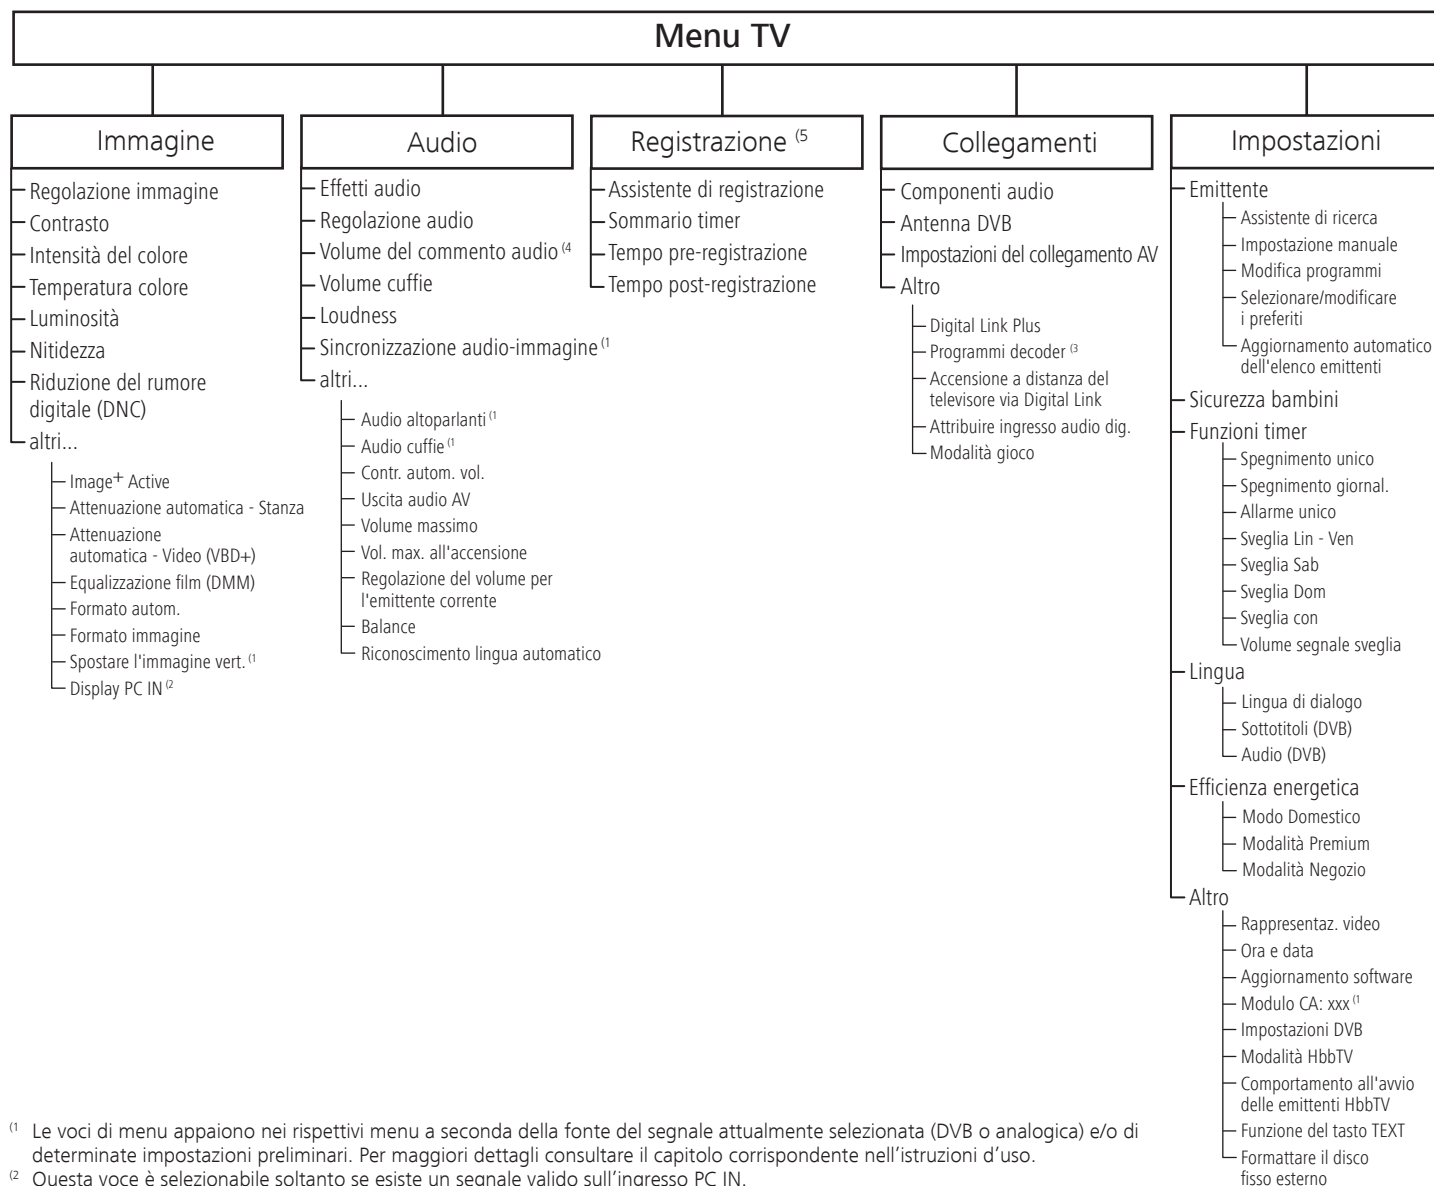 Menu TV
Immagine
Regolazione immagine
Contrasto
Intensità del colore
Temperatura colore
Luminosità
Nitidezza
Riduzione del rumore
digitale (DNC)
altri...
Image+ Active
Attenuazione automatica - Stanza
Attenuazione
automatica - Video (VBD+)
Equalizzazione film (DMM)
Formato autom.
Formato immagine
Spostare l'immagine vert. (1
Display PC IN (2
Audio
Effetti audio
Regolazione audio
Volume del commento audio (4
Volume cuffie
Loudness
Sincronizzazione audio-immagine (1
altri...
Audio altoparlanti (1
Audio cuffie (1
Contr. autom. vol.
Uscita audio AV
Volume massimo
Vol. max. all'accensione
Regolazione del volume per
l'emittente corrente
Balance
Riconoscimento lingua automatico
Registrazione (5
Assistente di registrazione
Sommario timer
Tempo pre-registrazione
Tempo post-registrazione
Collegamenti
Componenti audio
Antenna DVB
Impostazioni del collegamento AV
Altro
Digital Link Plus
Programmi decoder (3
Accensione a distanza del
televisore via Digital Link
Attribuire ingresso audio dig.
Modalità gioco
Impostazioni
Emittente
Assistente di ricerca
Impostazione manuale
Modifica programmi
Selezionare/modificare
i preferiti
Aggiornamento automatico
dell'elenco emittenti
Sicurezza bambini
Funzioni timer
Spegnimento unico
Spegnimento giornal.
Allarme unico
Sveglia Lin - Ven
Sveglia Sab
Sveglia Dom
Sveglia con
Volume segnale sveglia
Lingua
Lingua di dialogo
Sottotitoli (DVB)
Audio (DVB)
Efficienza energetica
Modo Domestico
Modalità Premium
Modalità Negozio
Altro
Rappresentaz. video
Ora e data
Aggiornamento software
Modulo CA: xxx (1
Impostazioni DVB
Modalità HbbTV
Comportamento all'avvio
delle emittenti HbbTV
Funzione del tasto TEXT
Formattare il disco
fisso esterno
(1 Le voci di menu appaiono nei rispettivi menu a seconda della fonte del segnale attualmente selezionata (DVB o analogica) e/o di
determinate impostazioni preliminari. Per maggiori dettagli consultare il capitolo corrispondente nell'istruzioni d'uso.
(2 Questa voce è selezionabile soltanto se esiste un segnale valido sull'ingresso PC IN.